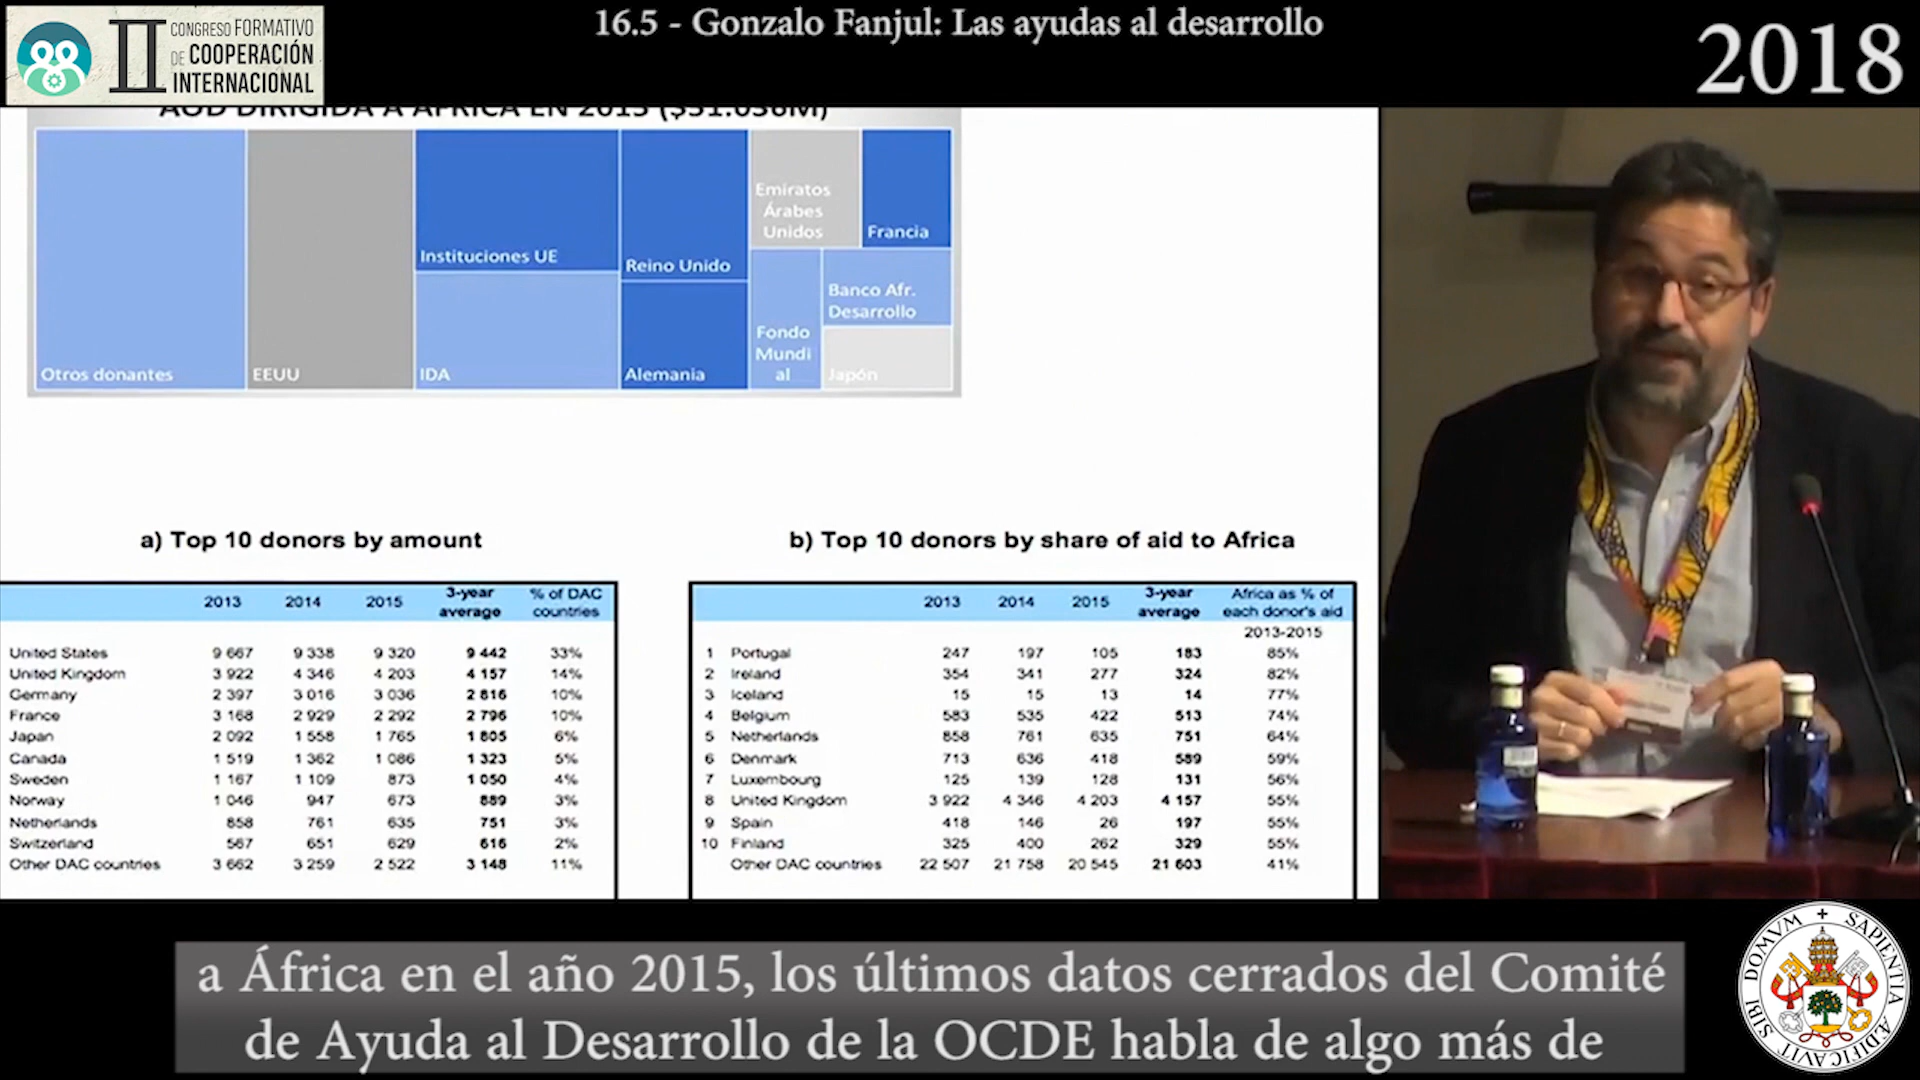 II
CONGRESO FORMATIVO
DE COOPERACIÓN
INTERNACIONAL
16.5 - Gonzalo Fanjul: Las ayudas al desarrollo
2018
AOD DIRIGIDA A ÁFRICA EN 2015 ($51.036M)
Otros donantes
EEUU
Instituciones UE
IDA
Reino Unido
Alemania
Emiratos
Árabes
Unidos
Francia
Fondo
Mundi
al
Banco Afr.
Desarrollo
Japón
a) Top 10 donors by amount
2013 2014 2015 3-year average % of DAC countries
United States 9 667 9 338 9 320 9 442 33%
United Kingdom 3 922 4 346 4 203 4 157 14%
Germany 2 397 3 016 3 036 2 816 10%
France 3 168 2 929 2 292 2 796 10%
Japan 2 092 1 558 1 765 1 805 6%
Canada 1 519 1 362 1 086 1 323 5%
Sweden 1 167 1 109 873 1 050 4%
Norway 1 046 947 673 889 3%
Netherlands 858 761 635 751 3%
Switzerland 567 651 629 616 2%
Other DAC countries 3 662 3 259 2 522 3 148 11%
b) Top 10 donors by share of aid to Africa
2013 2014 2015 3-year average Africa as % of each donor's aid
2013-2015
1 Portugal 247 197 105 183 85%
2 Ireland 354 341 277 324 82%
3 Iceland 15 15 13 14 77%
4 Belgium 583 535 422 513 74%
5 Netherlands 858 761 635 751 64%
6 Denmark 713 636 418 589 59%
7 Luxembourg 125 139 128 131 56%
8 United Kingdom 3 922 4 346 4 203 4 157 55%
9 Spain 418 146 26 197 55%
10 Finland 325 400 262 329 55%
Other DAC countries 22 507 21 758 20 545 21 603 41%
a África en el año 2015, los últimos datos cerrados del Comité
de Ayuda al Desarrollo de la OCDE habla de algo más de
SAPIENTIA ÆDIFICAVIT SIBI DOMVM